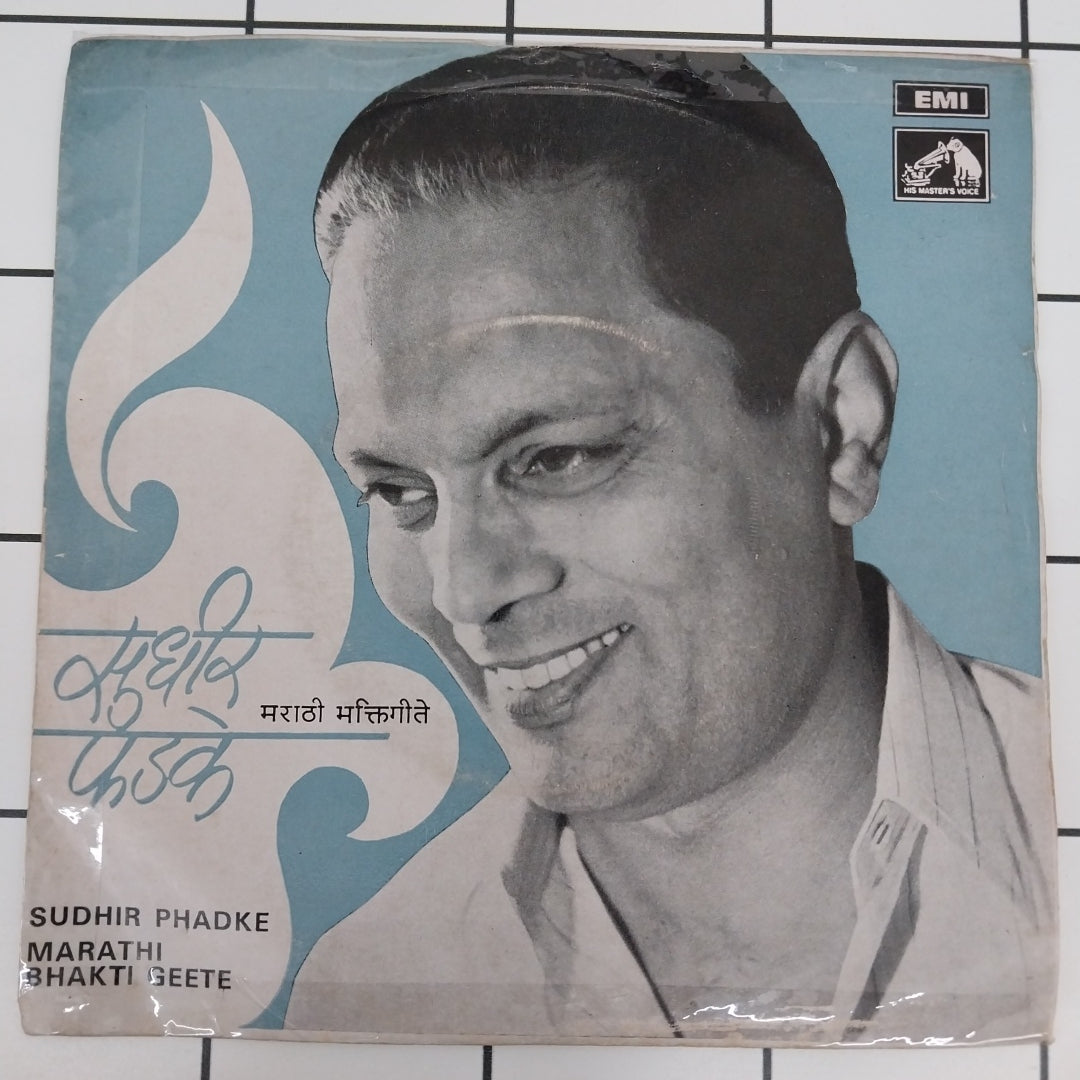 EMI
HIS MASTER'S VOICE
सुधीर
फडके
मराठी भक्तिगीते
SUDHIR PHADKE
MARATHI
BHAKTI GEETE